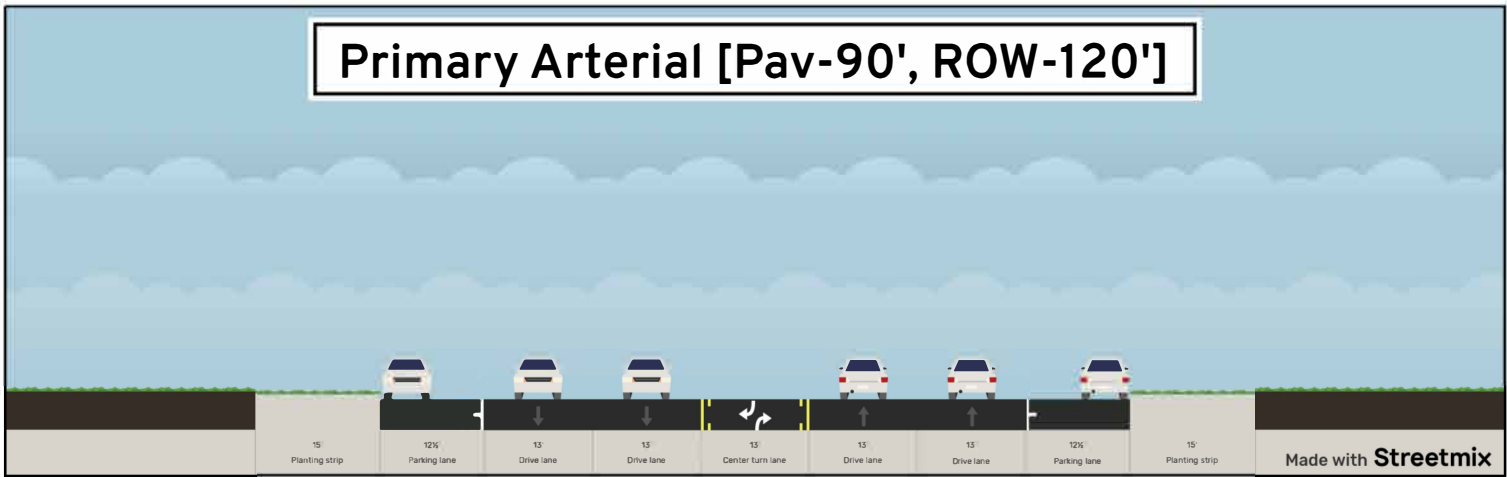 Primary Arterial [Pav-90', ROW-120']
15'
Planting strip
12½'
Parking lane
13'
Drive lane
13'
Drive lane
13'
Center turn lane
13'
Drive lane
13'
Drive lane
12½'
Parking lane
15'
Planting strip
Made with Streetmix